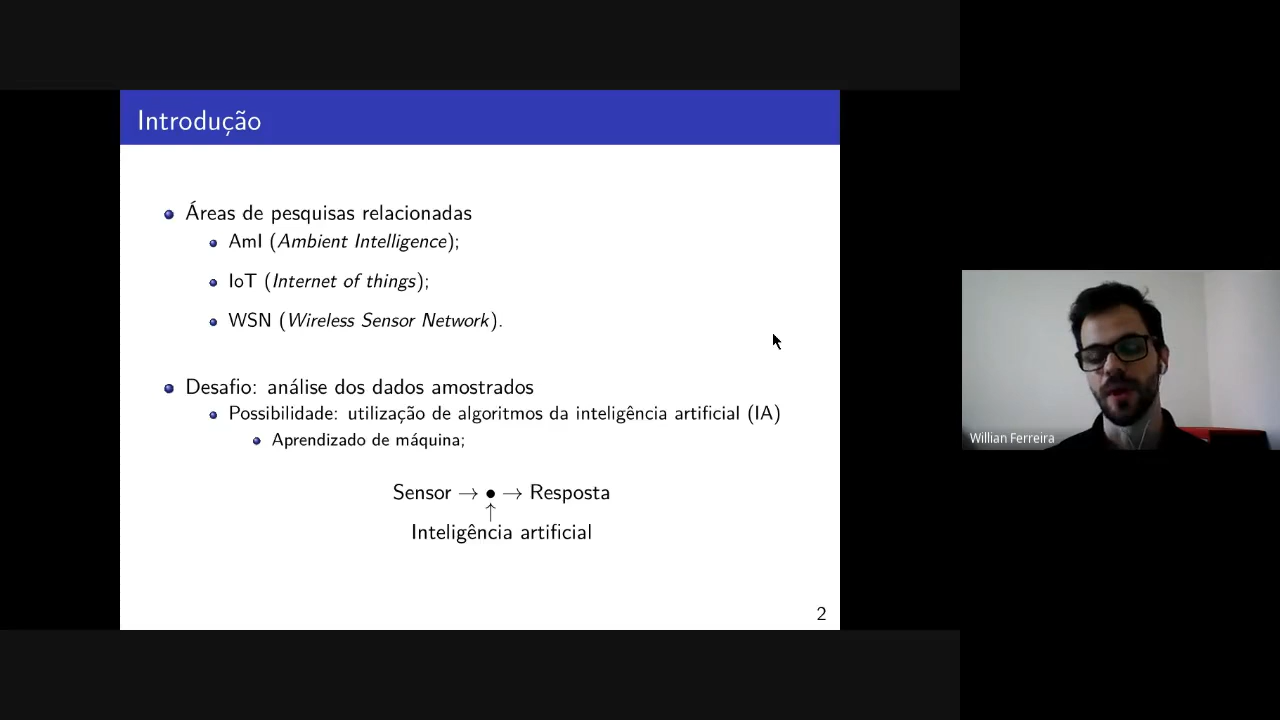 Introdução
Áreas de pesquisas relacionadas
AmI (Ambient Intelligence);
IoT (Internet of things);
WSN (Wireless Sensor Network).
Desafio: análise dos dados amostrados
Possibilidade: utilização de algoritmos da inteligência artificial (IA)
Aprendizado de máquina;
Sensor → • → Resposta
↑
Inteligência artificial
2
Willian Ferreira